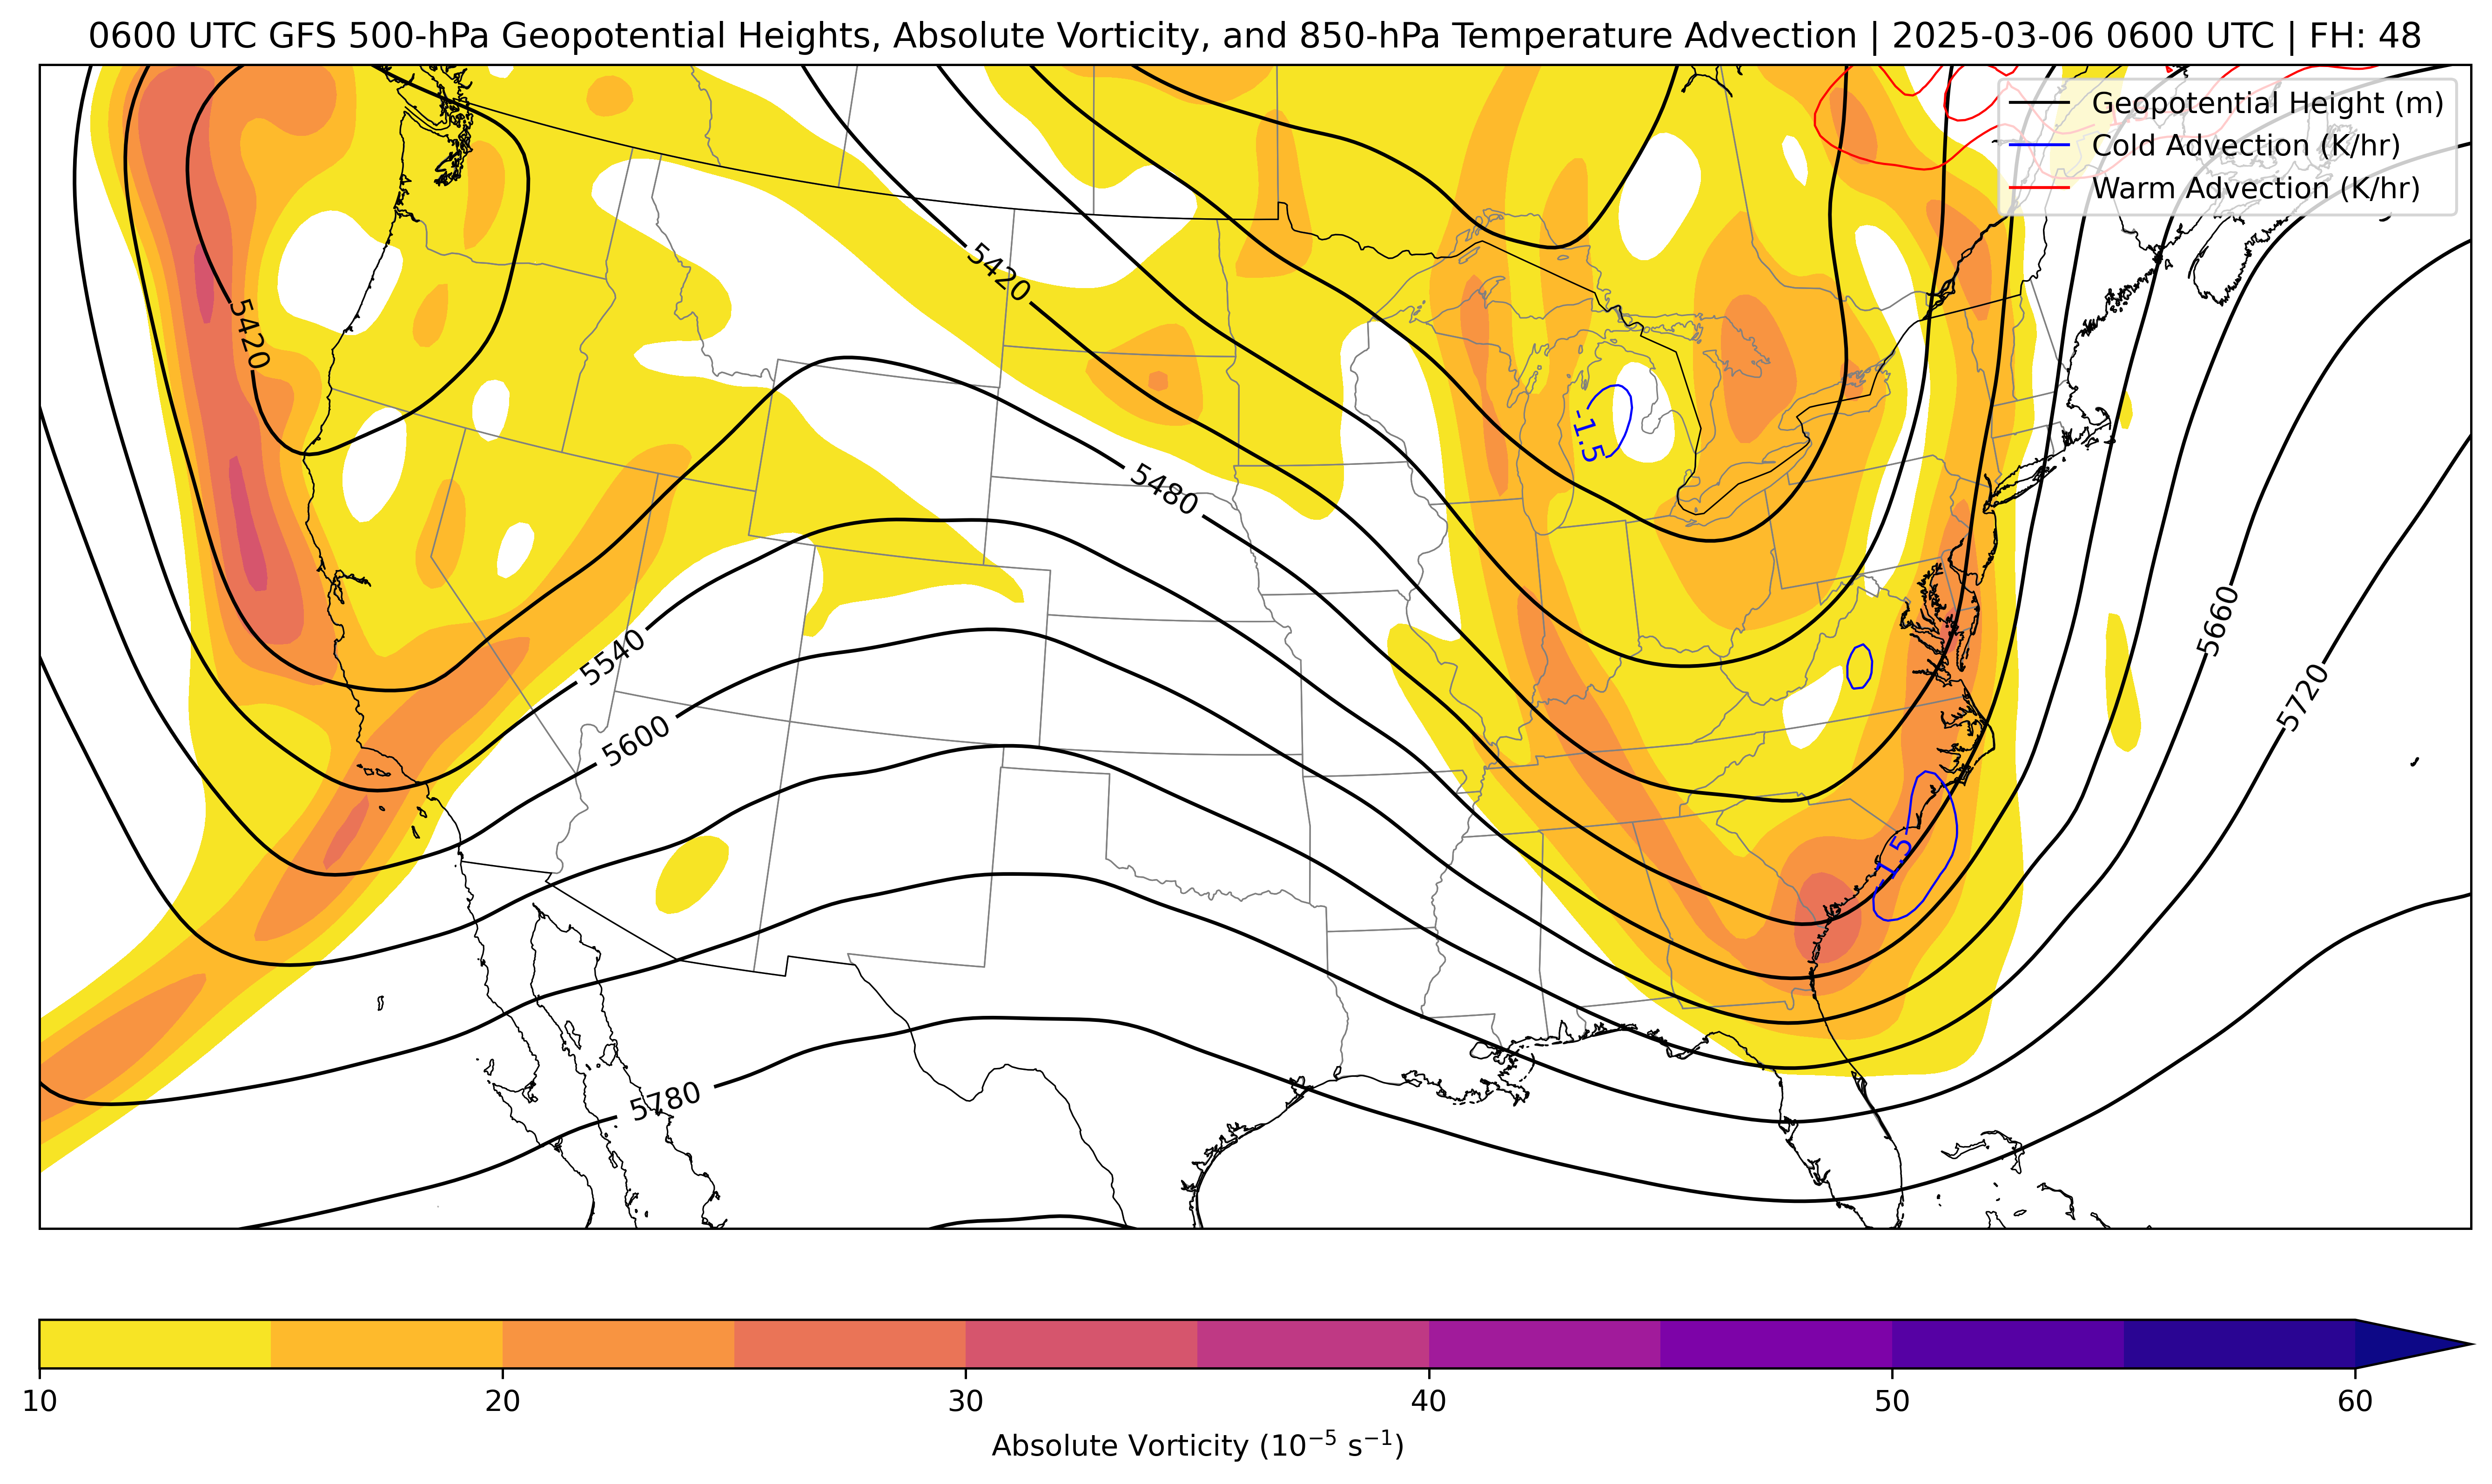 0600 UTC GFS 500-hPa Geopotential Heights, Absolute Vorticity, and 850-hPa Temperature Advection | 2025-03-06 0600 UTC | FH: 48
Geopotential Height (m)
Cold Advection (K/hr)
Warm Advection (K/hr)
5420
5420
-1.5
5480
5540
5660
5600
5720
-1.5
5780
10 20 30 40 50 60
Absolute Vorticity (10⁻⁵ s⁻¹)